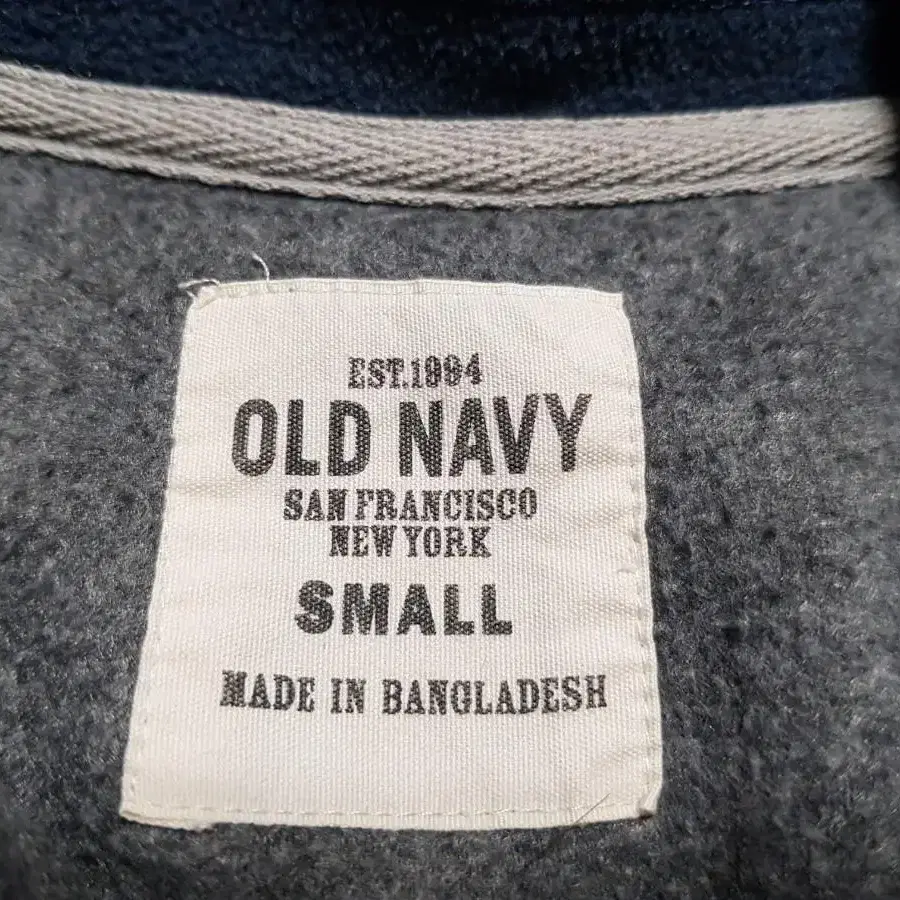 EST.1994
OLD NAVY
SAN FRANCISCO
NEW YORK
SMALL
MADE IN BANGLADESH